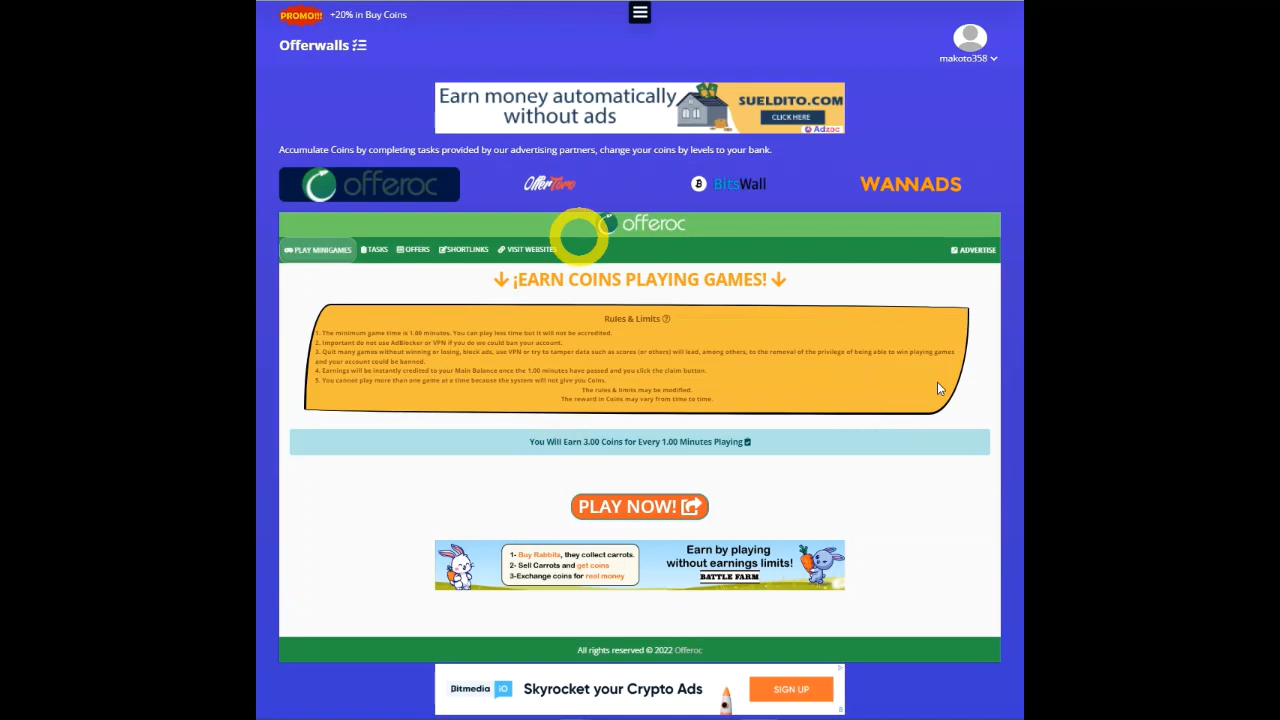 PROMO!!! +20% in Buy Coins
Offerwalls
makoto358
Earn money automatically
without ads
SUELDITO.COM
CLICK HERE
Adzoc
Accumulate Coins by completing tasks provided by our advertising partners, change your coins by levels to your bank.
offeroc
OfferToro
BitsWall
WANNADS
offeroc
PLAY MINIGAMES TASKS OFFERS SHORTLINKS VISIT WEBSITES ADVERTISE
¡EARN COINS PLAYING GAMES!
Rules & Limits
1. The minimum game time is 1.00 minutes. You can play less time but it will not be accredited.
2. Important do not use AdBlocker or VPN if you do we could ban your account.
3. Quit many games without winning or losing, block ads, use VPN or try to tamper data such as scores (or others) will lead, among others, to the removal of the privilege of being able to win playing games
and your account could be banned.
4. Earnings will be instantly credited to your Main Balance once the 1.00 minutes have passed and you click the claim button.
5. You cannot play more than one game at a time because the system will not give you Coins.
The rules & limits may be modified.
The reward in Coins may vary from time to time.
You Will Earn 3.00 Coins for Every 1.00 Minutes Playing
PLAY NOW!
1- Buy Rabbits, they collect carrots.
2- Sell Carrots and get coins
3-Exchange coins for real money
Earn by playing
without earnings limits!
BATTLE FARM
All rights reserved © 2022 Offeroc
Bitmedia IO
Skyrocket your Crypto Ads
SIGN UP